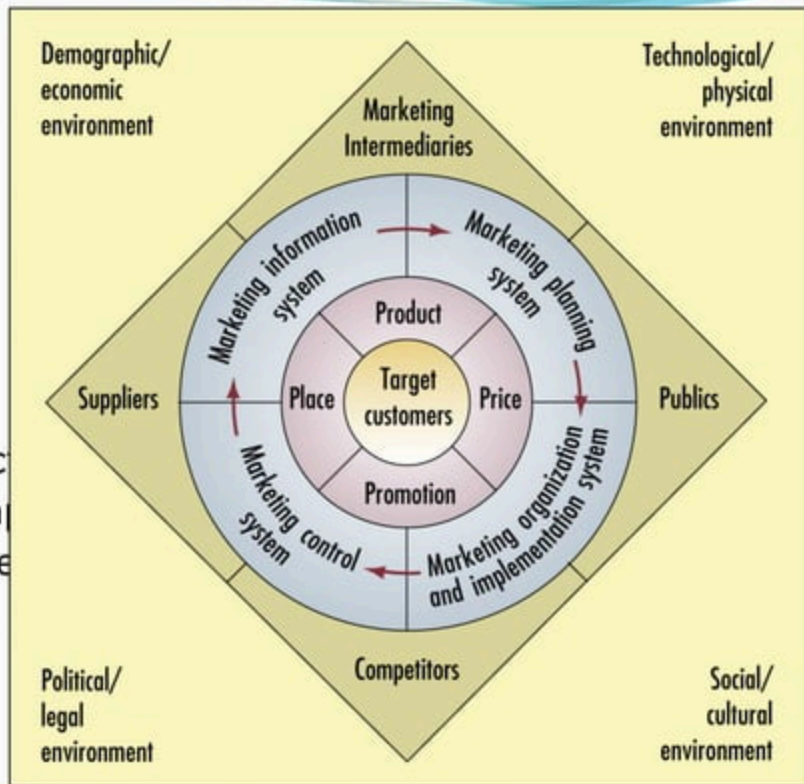 Demographic/
economic
environment
Technological/
physical
environment
Marketing
Intermediaries
Marketing information
system
Marketing planning
system
Product
Suppliers
Place
Target
customers
Price
Publics
Promotion
Marketing control
system
Marketing organization
and implementation system
Competitors
Political/
legal
environment
Social/
cultural
environment